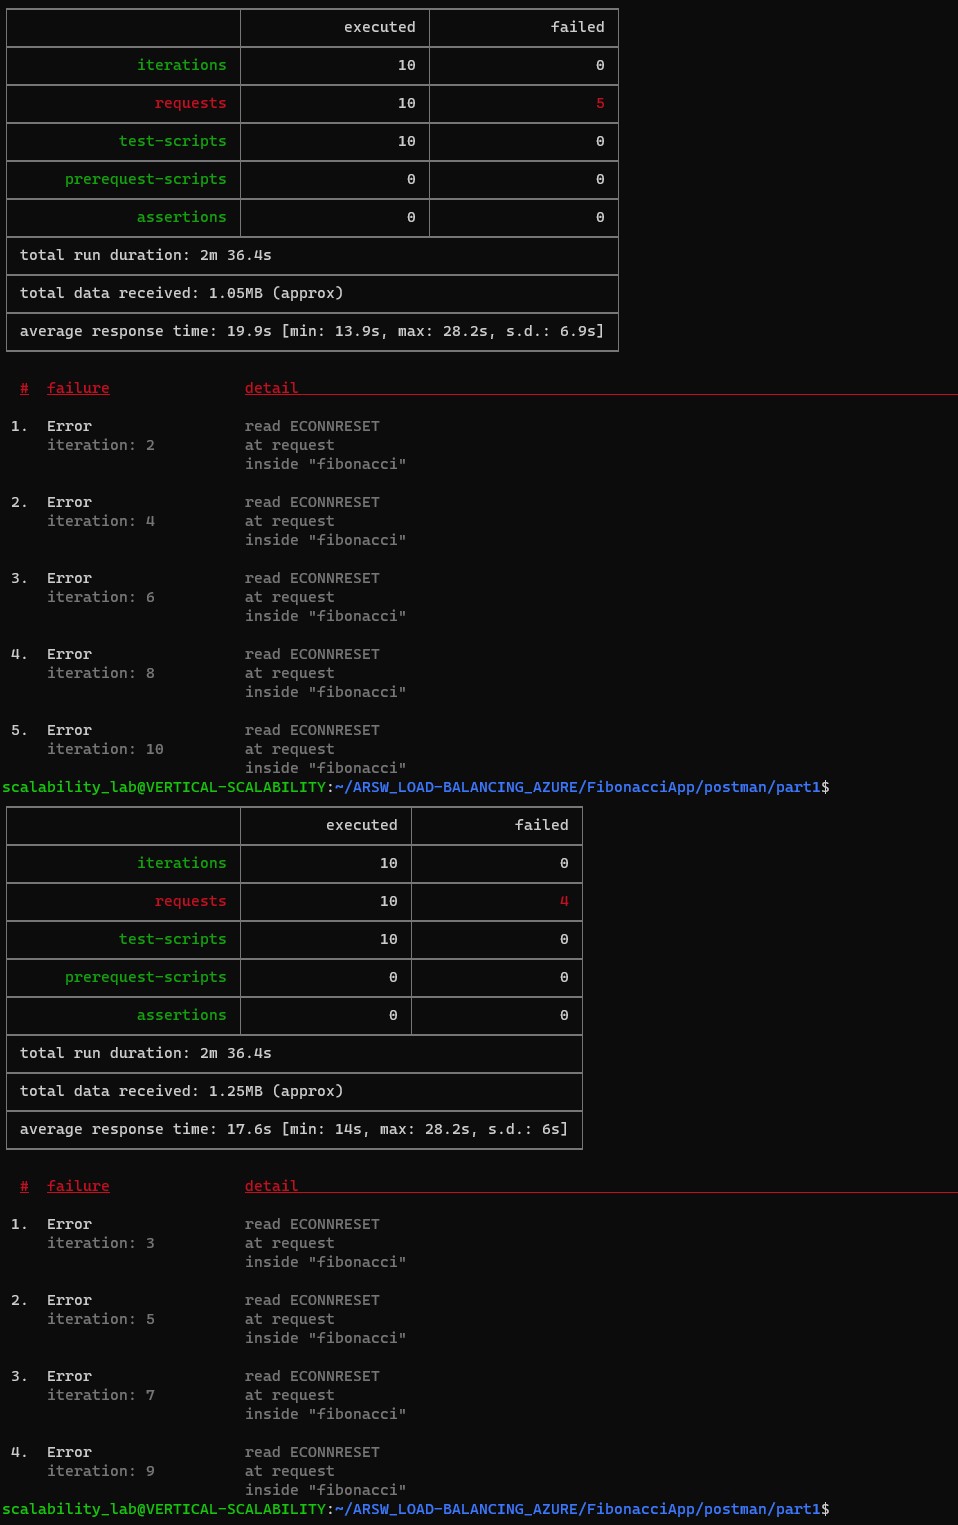 executed failed
iterations 10 0
requests 10 5
test-scripts 10 0
prerequest-scripts 0 0
assertions 0 0
total run duration: 2m 36.4s
total data received: 1.05MB (approx)
average response time: 19.9s [min: 13.9s, max: 28.2s, s.d.: 6.9s]
# failure detail
1. Error read ECONNRESET
iteration: 2 at request
inside "fibonacci"
2. Error read ECONNRESET
iteration: 4 at request
inside "fibonacci"
3. Error read ECONNRESET
iteration: 6 at request
inside "fibonacci"
4. Error read ECONNRESET
iteration: 8 at request
inside "fibonacci"
5. Error read ECONNRESET
iteration: 10 at request
inside "fibonacci"
scalability_lab@VERTICAL-SCALABILITY:~/ARSW_LOAD-BALANCING_AZURE/FibonacciApp/postman/part1$
executed failed
iterations 10 0
requests 10 4
test-scripts 10 0
prerequest-scripts 0 0
assertions 0 0
total run duration: 2m 36.4s
total data received: 1.25MB (approx)
average response time: 17.6s [min: 14s, max: 28.2s, s.d.: 6s]
# failure detail
1. Error read ECONNRESET
iteration: 3 at request
inside "fibonacci"
2. Error read ECONNRESET
iteration: 5 at request
inside "fibonacci"
3. Error read ECONNRESET
iteration: 7 at request
inside "fibonacci"
4. Error read ECONNRESET
iteration: 9 at request
inside "fibonacci"
scalability_lab@VERTICAL-SCALABILITY:~/ARSW_LOAD-BALANCING_AZURE/FibonacciApp/postman/part1$